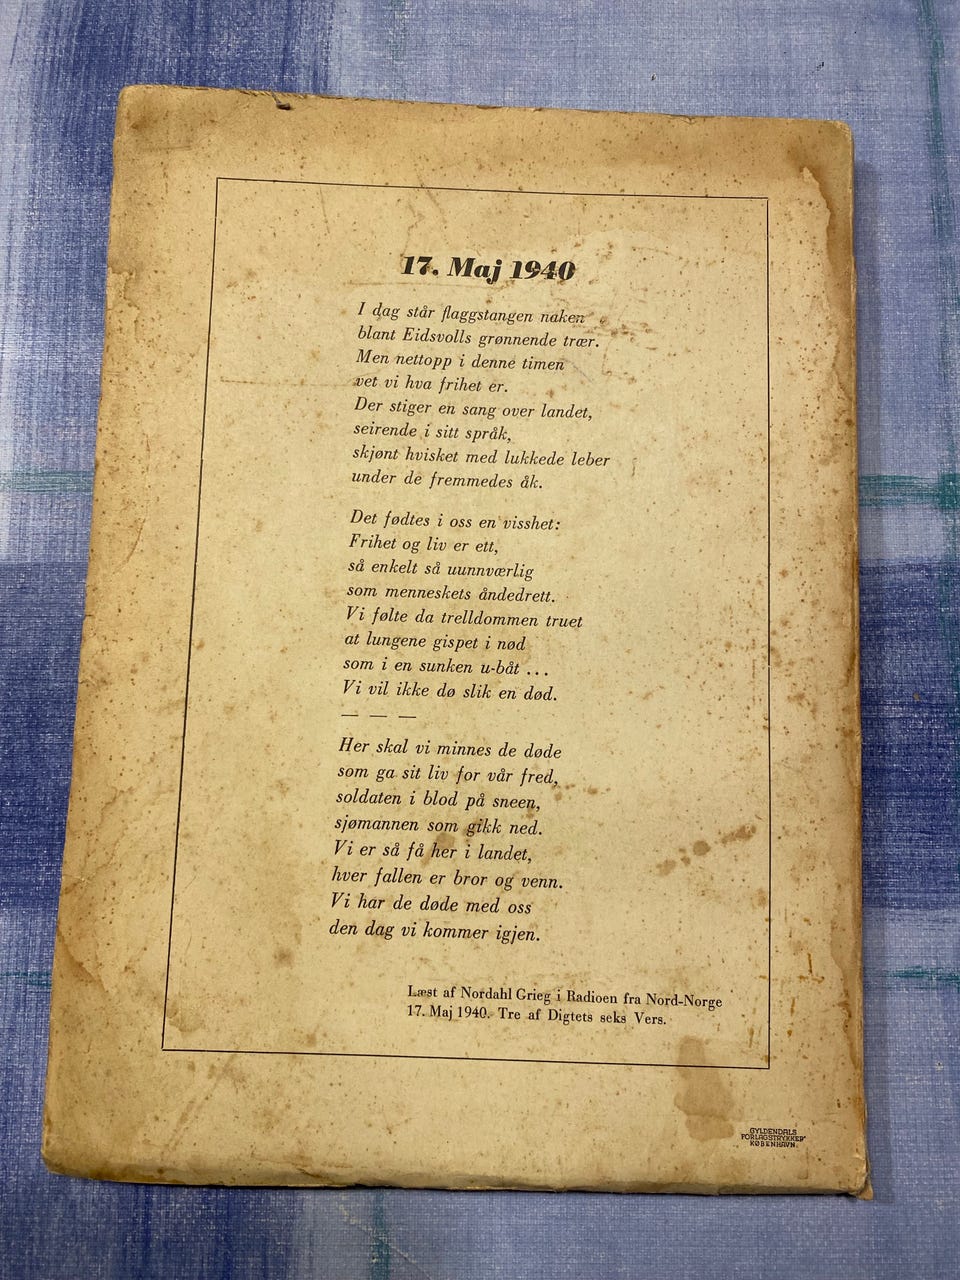 17. Maj 1940
I dag står flaggstangen naken
blant Eidsvolls grønnende trær.
Men nettopp i denne timen
vet vi hva frihet er.
Der stiger en sang over landet,
seirende i sitt språk,
skjønt hvisket med lukkede leber
under de fremmedes åk.
Det fødtes i oss en visshet:
Frihet og liv er ett,
så enkelt så uunnværlig
som menneskets åndedrett.
Vi følte da trelldommen truet
at lungene gispet i nød
som i en sunken u-båt ...
Vi vil ikke dø slik en død.
— — —
Her skal vi minnes de døde
som ga sit liv for vår fred,
soldaten i blod på sneen,
sjømannen som gikk ned.
Vi er så få her i landet,
hver fallen er bror og venn.
Vi har de døde med oss
den dag vi kommer igjen.
Læst af Nordahl Grieg i Radioen fra Nord-Norge
17. Maj 1940. Tre af Digtets seks Vers.
GYLDENDALS
FORLAGSTRYKKERI
KØBENHAVN.